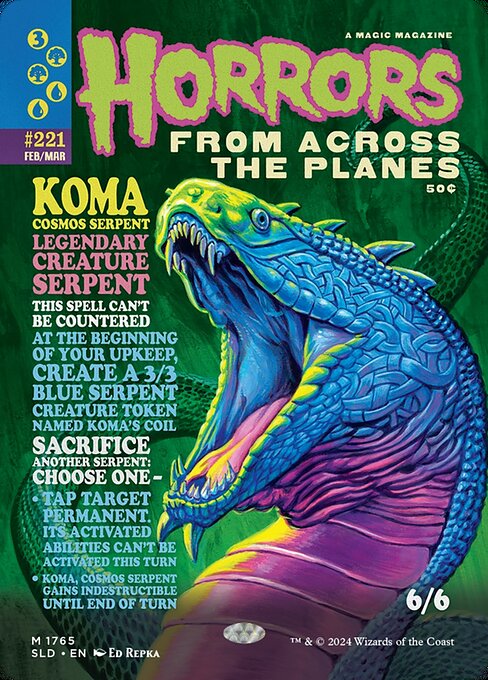 3
A MAGIC MAGAZINE
HORRORS
#221
FEB/MAR
FROM ACROSS
THE PLANES
50¢
KOMA
COSMOS SERPENT
LEGENDARY
CREATURE
SERPENT
THIS SPELL CAN'T
BE COUNTERED
AT THE BEGINNING
OF YOUR UPKEEP,
CREATE A 3/3
BLUE SERPENT
CREATURE TOKEN
NAMED KOMA'S COIL
SACRIFICE
ANOTHER SERPENT:
CHOOSE ONE–
• TAP TARGET
PERMANENT.
ITS ACTIVATED
ABILITIES CAN'T BE
ACTIVATED THIS TURN
• KOMA, COSMOS SERPENT
GAINS INDESTRUCTIBLE
UNTIL END OF TURN
6/6
M 1765
SLD • EN ED REPKA
™ & © 2024 Wizards of the Coast